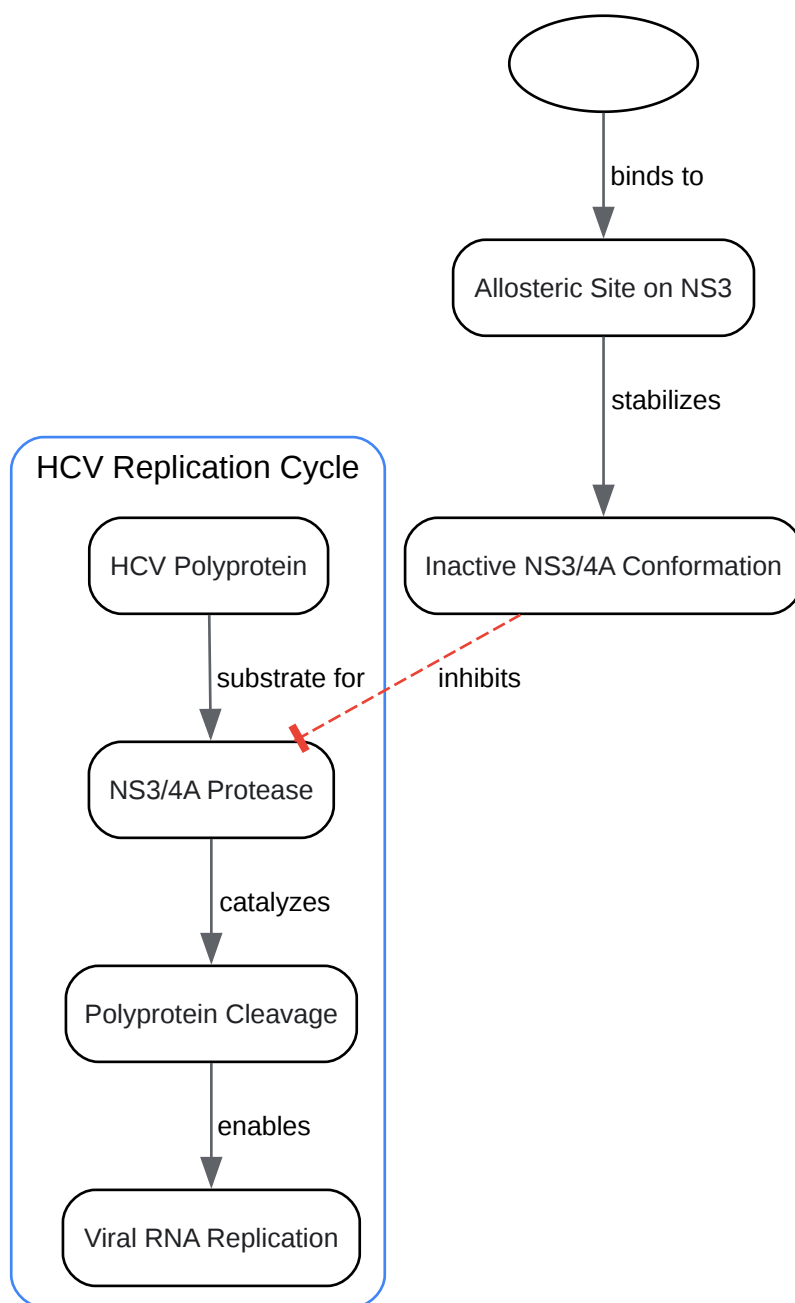 binds to
Allosteric Site on NS3
stabilizes
HCV Replication Cycle
HCV Polyprotein
Inactive NS3/4A Conformation
substrate for
inhibits
NS3/4A Protease
catalyzes
Polyprotein Cleavage
enables
Viral RNA Replication